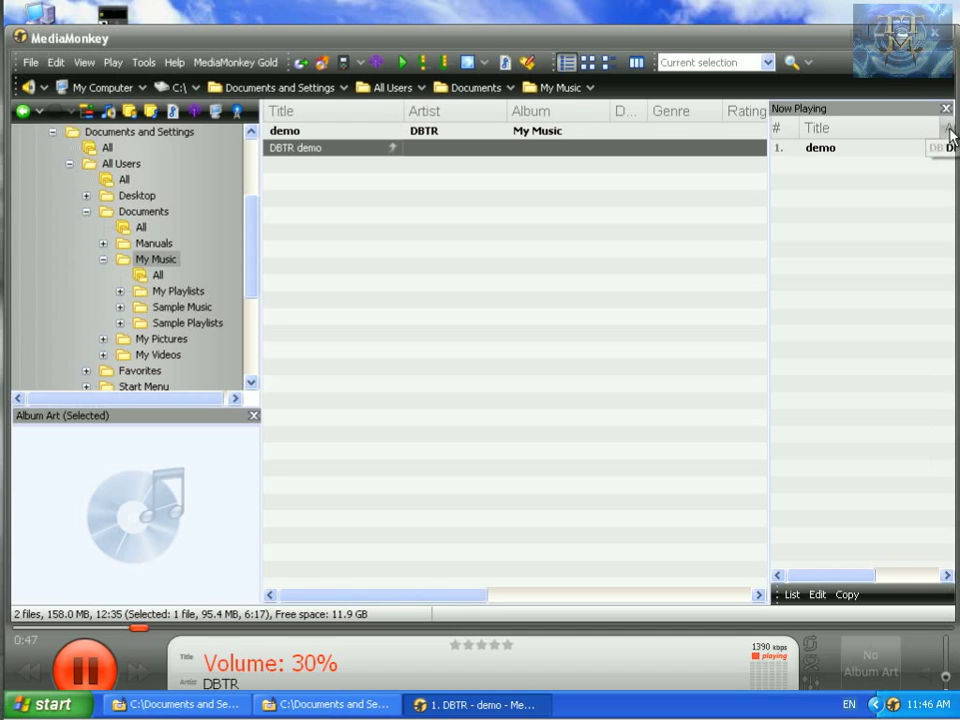 MediaMonkey
File Edit View Play Tools Help MediaMonkey Gold Current selection
My Computer C:\ Documents and Settings All Users Documents My Music
Documents and Settings
All
All Users
All
Desktop
Documents
All
Manuals
My Music
All
My Playlists
Sample Music
Sample Playlists
My Pictures
My Videos
Favorites
Start Menu
Album Art (Selected)
Title Artist Album D... Genre Rating
demo DBTR My Music
DBTR demo
Now Playing
# Title
1. demo
List Edit Copy
2 files, 158.0 MB, 12:35 (Selected: 1 file, 95.4 MB, 6:17), Free space: 11.9 GB
0:47
Title Volume: 30%
Artist DBTR
1390 kbps
playing
No
Album Art
start C:\Documents and Se... C:\Documents and Se... 1. DBTR - demo - Me... EN 11:46 AM